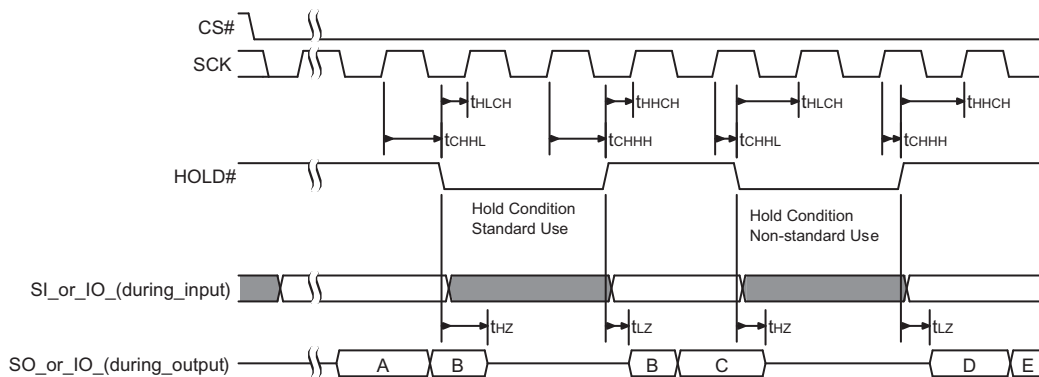 CS#
SCK
tHLCH
tHHCH
tHLCH
tHHCH
tCHHL
tCHHH
tCHHL
tCHHH
HOLD#
Hold Condition
Standard Use
Hold Condition
Non-standard Use
SI_or_IO_(during_input)
tHZ
tLZ
tHZ
tLZ
SO_or_IO_(during_output)
A
B
B
C
D
E